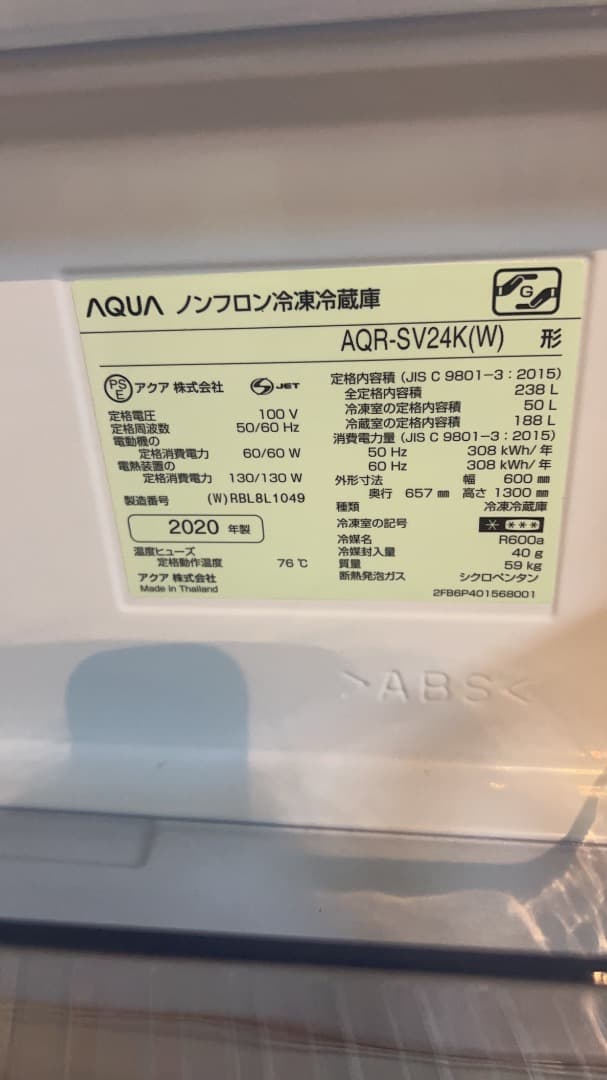 AQUA ノンフロン冷凍冷蔵庫
G
AQR-SV24K(W) 形
PSE アクア 株式会社 S JET
定格電圧 100 V
定格周波数 50/60 Hz
電動機の
定格消費電力 60/60 W
電熱装置の
定格消費電力 130/130 W
製造番号 (W)RBL8L1049
2020 年製
温度ヒューズ
定格動作温度 76 ℃
アクア 株式会社
Made in Thailand
定格内容積 (JIS C 9801-3：2015)
全定格内容積 238 L
冷凍室の定格内容積 50 L
冷蔵室の定格内容積 188 L
消費電力量 (JIS C 9801-3：2015)
50 Hz 308 kWh/年
60 Hz 308 kWh/年
外形寸法 幅 600 ㎜
奥行 657 ㎜ 高さ 1300 ㎜
種類 冷凍冷蔵庫
冷凍室の記号 * ***
冷媒名 R600a
冷媒封入量 40 g
質量 59 kg
断熱発泡ガス シクロペンタン
2FB6P401568001
>ABS<